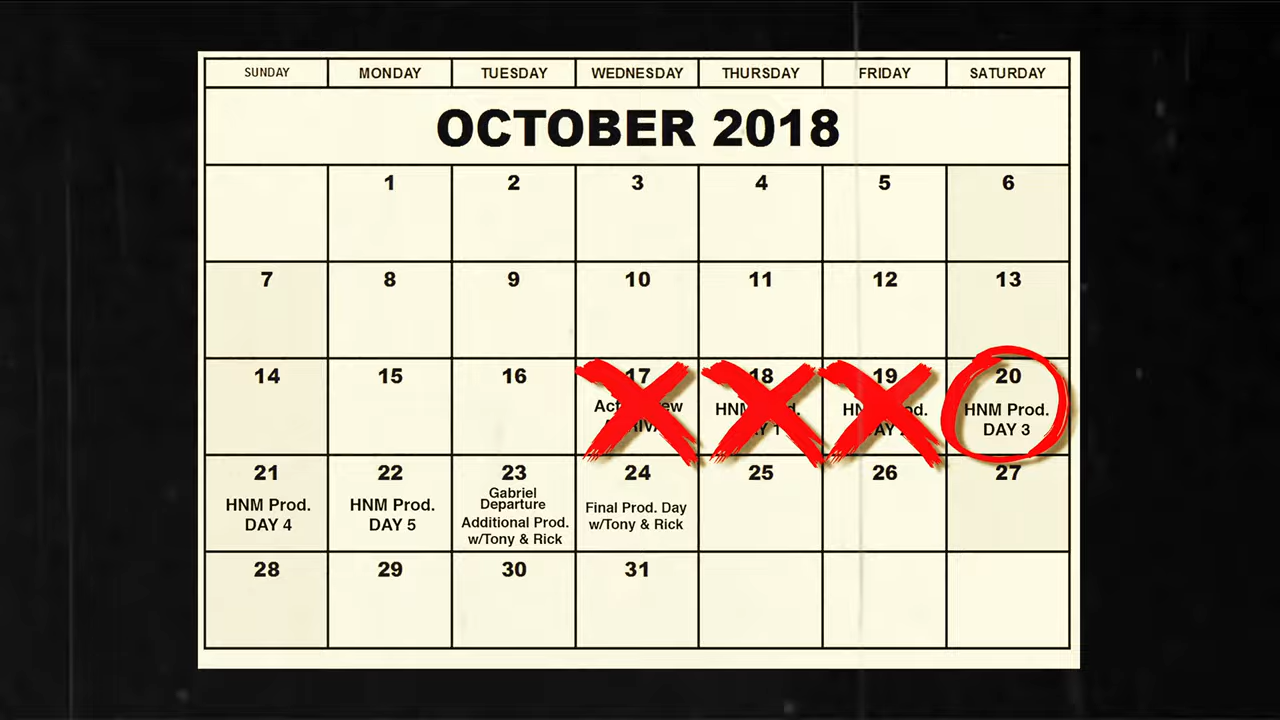 SUNDAY MONDAY TUESDAY WEDNESDAY THURSDAY FRIDAY SATURDAY
OCTOBER 2018
1 2 3 4 5 6
7 8 9 10 11 12 13
14 15 16 17 18 19 20
HNM Prod.
DAY 3
21 22 23 24 25 26 27
HNM Prod.
DAY 4
HNM Prod.
DAY 5
Gabriel
Departure
Additional Prod.
w/Tony & Rick
Final Prod. Day
w/Tony & Rick
28 29 30 31